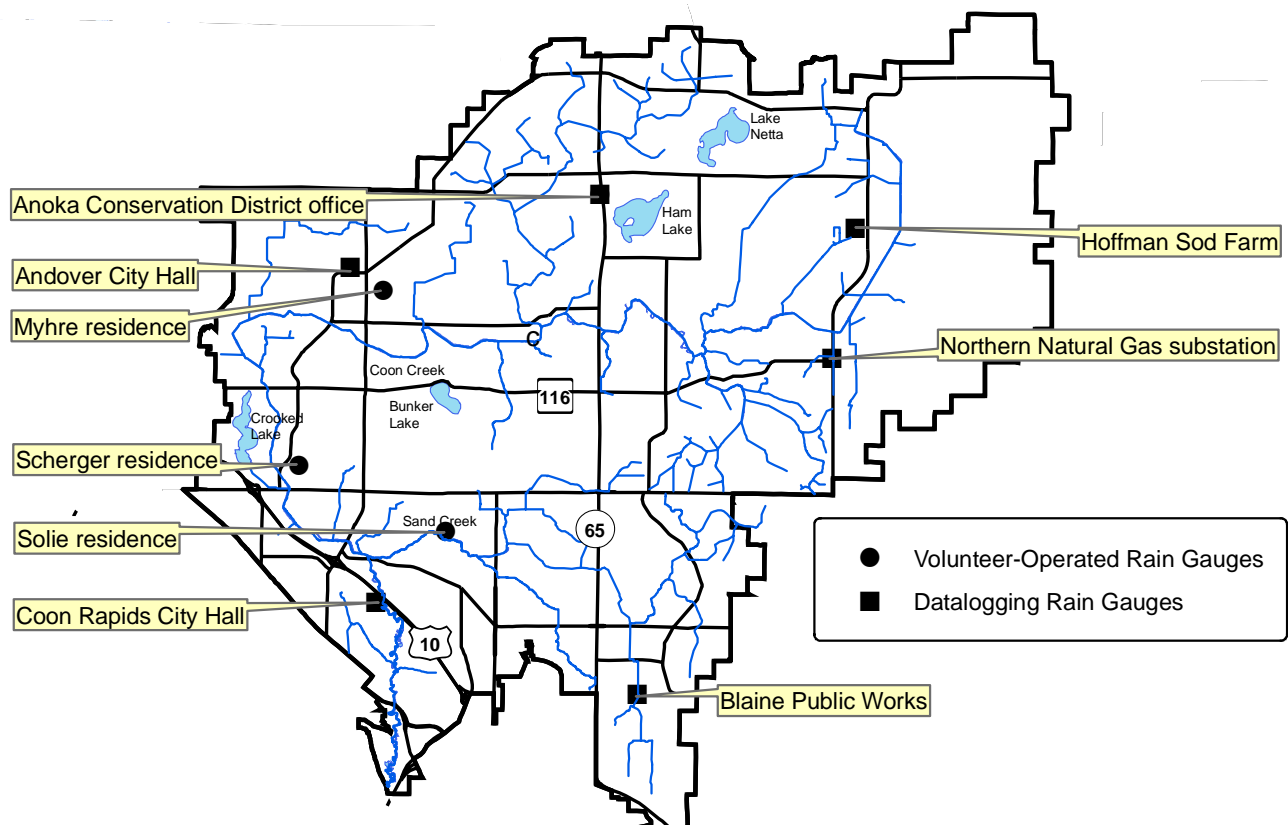 Lake
Netta
Anoka Conservation District office
Ham
Lake
Hoffman Sod Farm
Andover City Hall
Myhre residence
C
Northern Natural Gas substation
Coon Creek
116
Bunker
Lake
Crooked
Lake
Scherger residence
Sand Creek
65
Solie residence
Volunteer-Operated Rain Gauges
Datalogging Rain Gauges
Coon Rapids City Hall
10
Blaine Public Works